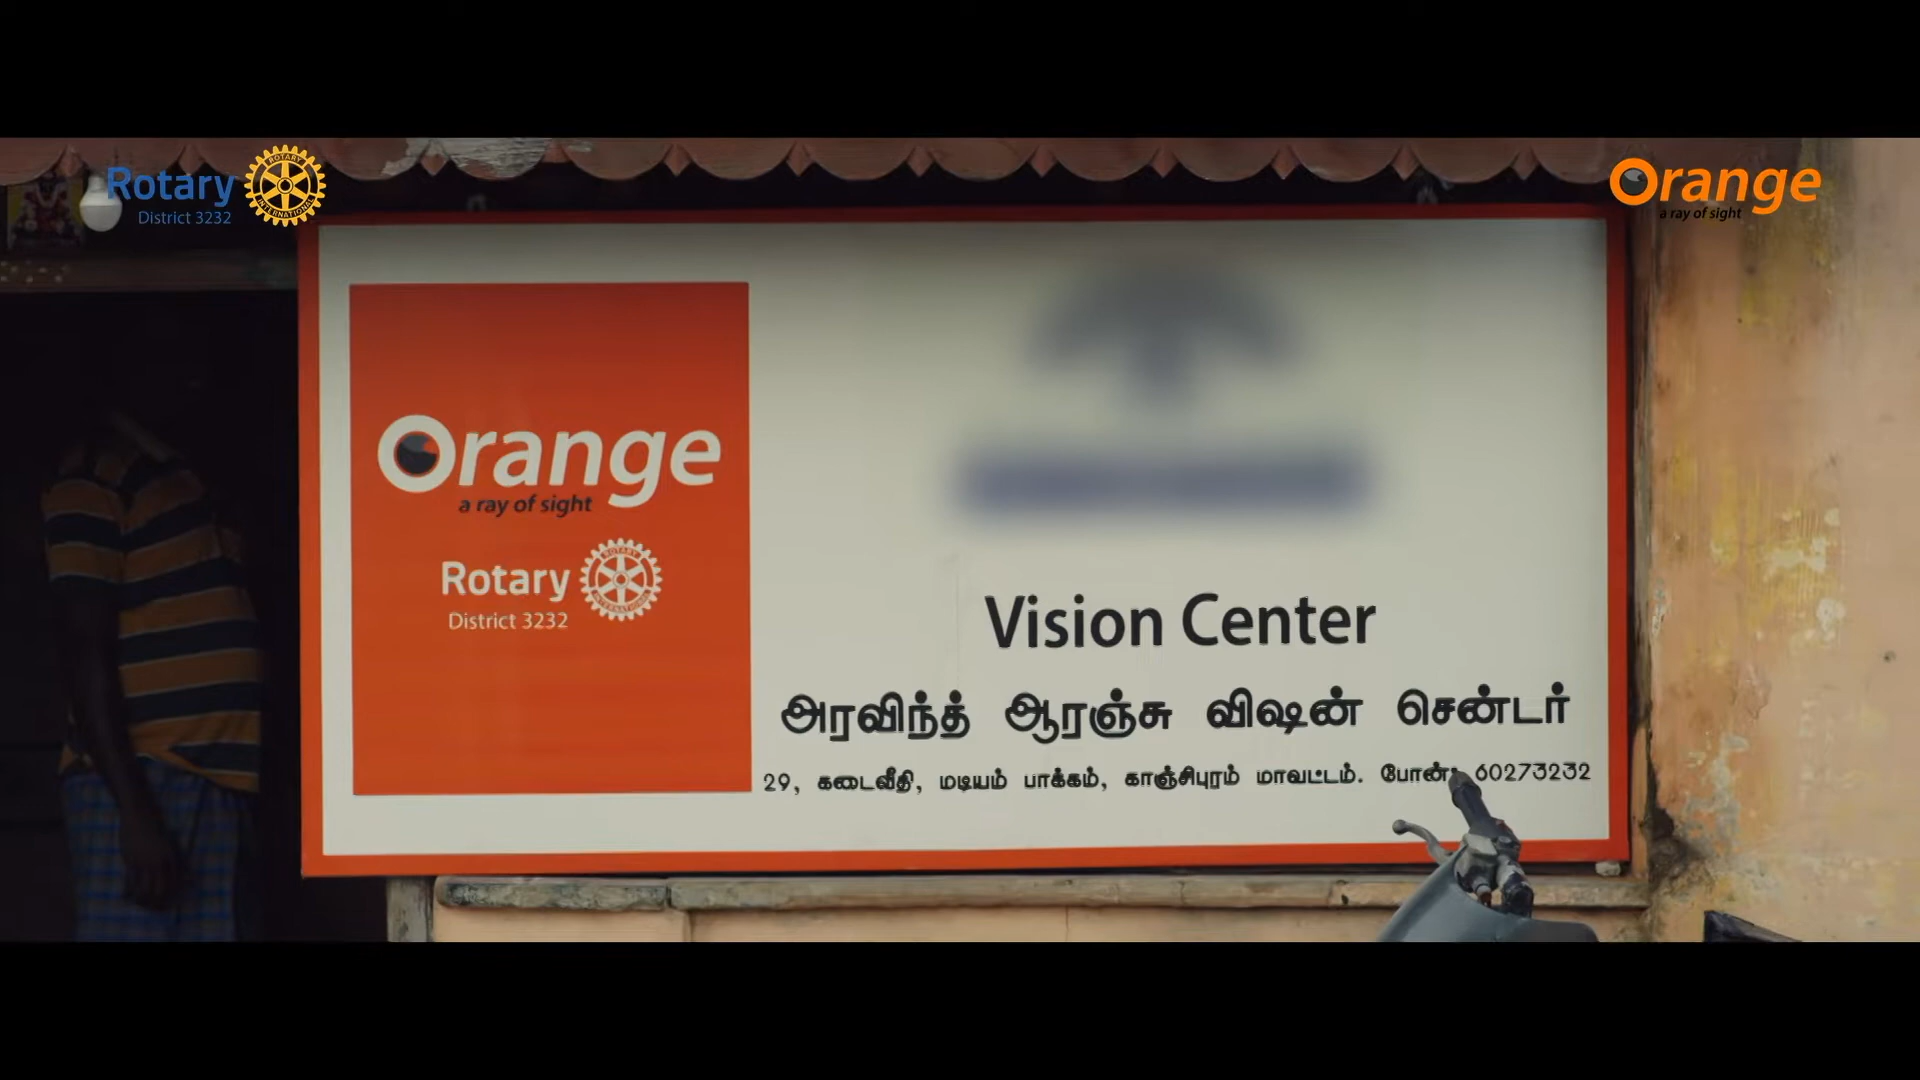 Rotary
District 3232
Orange
a ray of sight
Orange
a ray of sight
Rotary
District 3232
Vision Center
அரவிந்த் ஆரஞ்சு விஷன் சென்டர்
29, கடைவீதி, மடியம் பாக்கம், காஞ்சிபுரம் மாவட்டம். போன்: 60273232